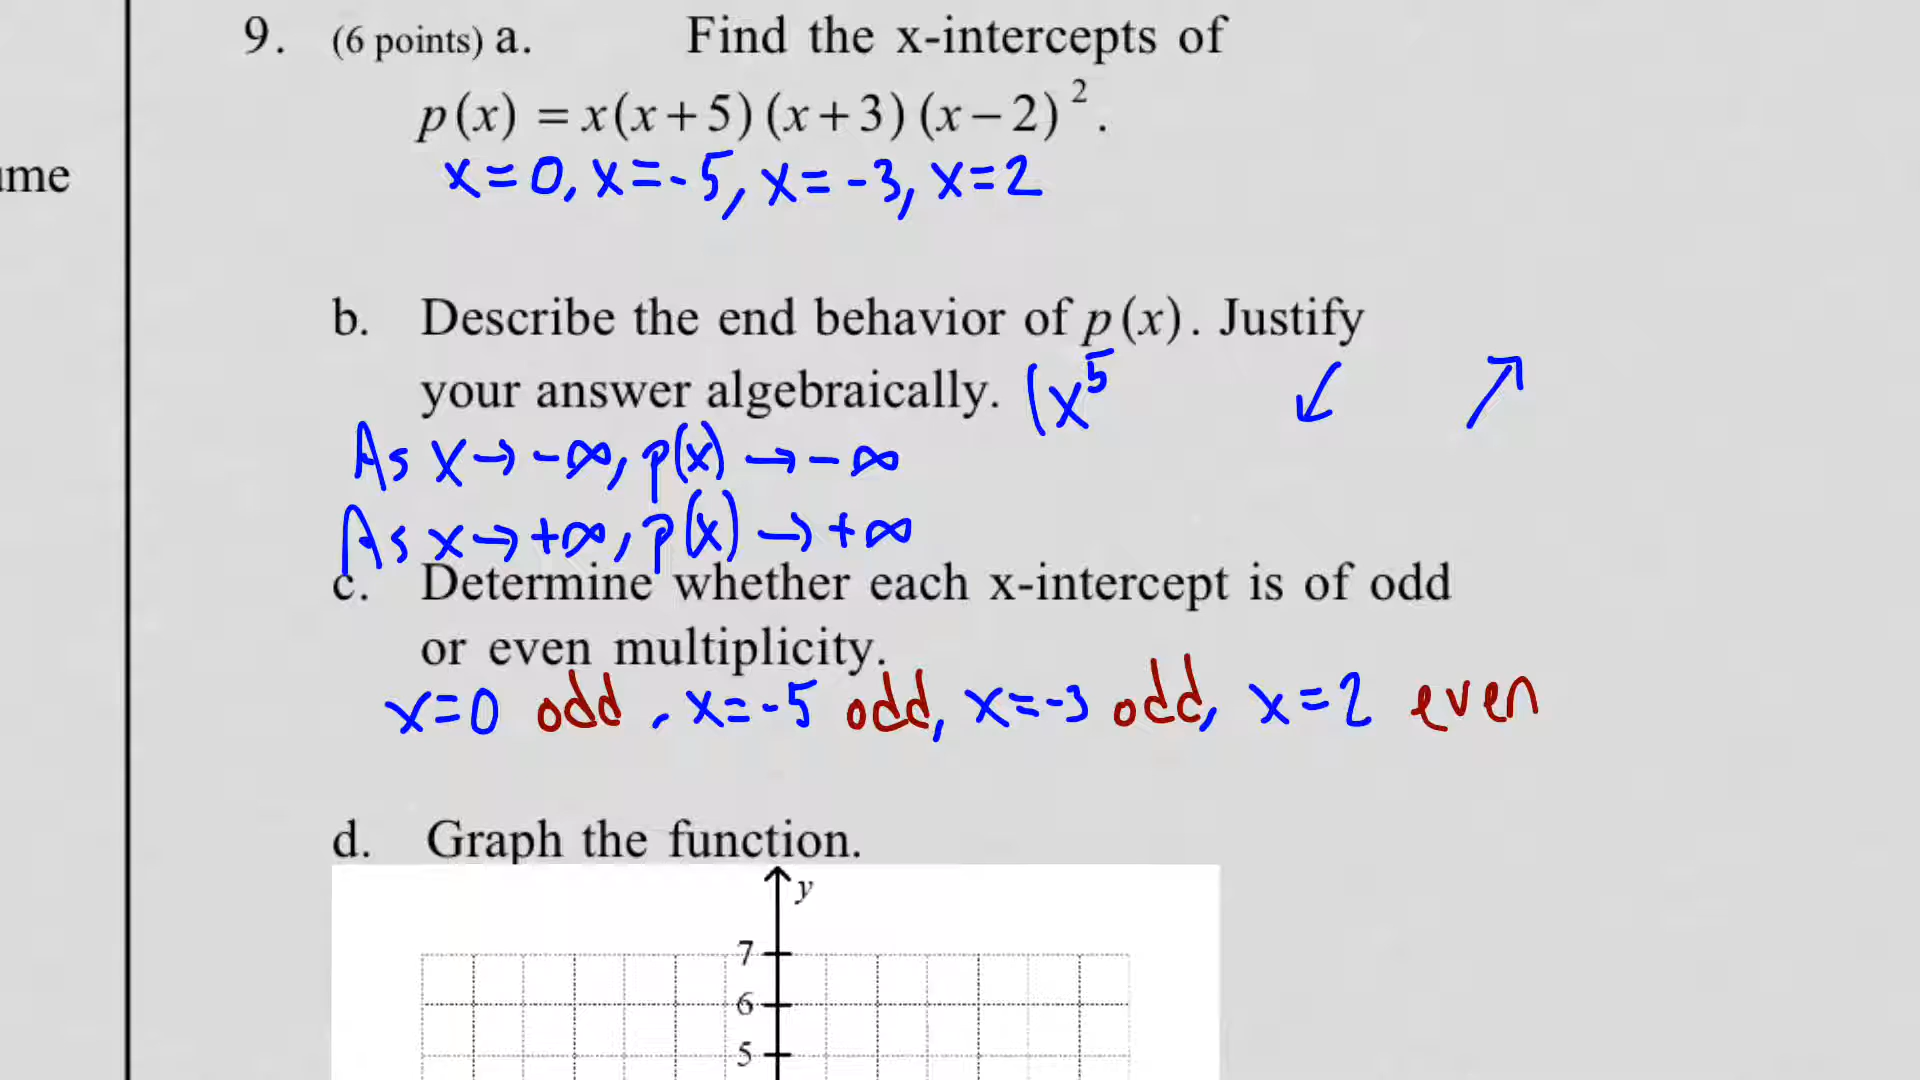 9. (6 points) a. Find the x-intercepts of
p(x) = x(x+5)(x+3)(x−2)².
x=0, x=-5, x=-3, x=2
me
b. Describe the end behavior of p(x). Justify
your answer algebraically. (x⁵ ↙ ↗
As x→-∞, p(x)→-∞
As x→+∞, p(x)→+∞
c. Determine whether each x-intercept is of odd
or even multiplicity.
x=0 odd, x=-5 odd, x=-3 odd, x=2 even
d. Graph the function.
y
7
6
5